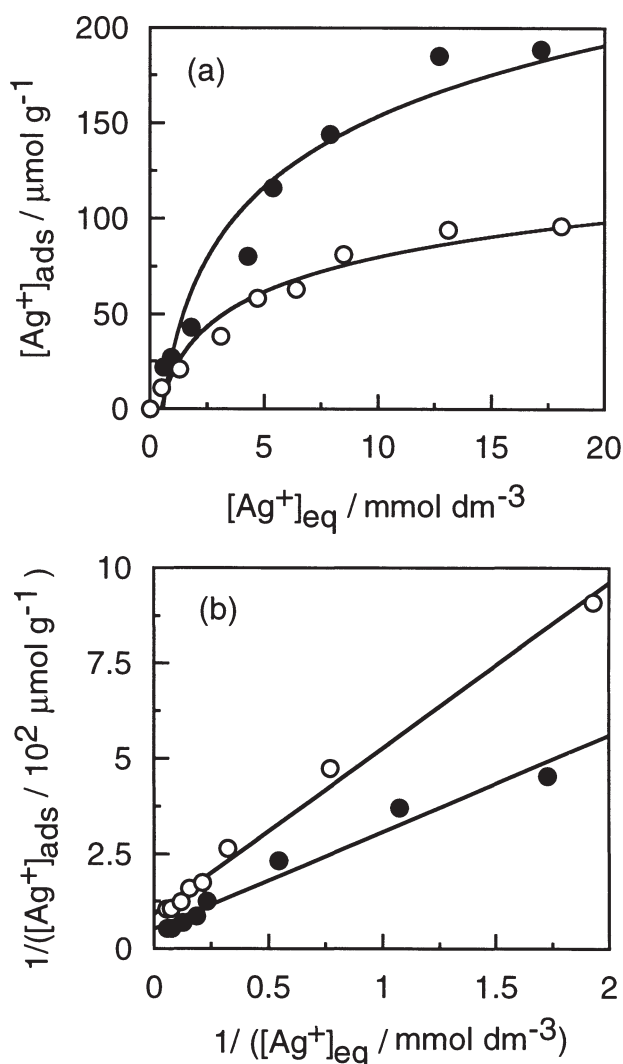 (a)
200
150
100
50
0
0 5 10 15 20
[Ag⁺]ads / μmol g⁻¹
[Ag⁺]eq / mmol dm⁻³
(b)
10
7.5
5
2.5
0
0 0.5 1 1.5 2
1/([Ag⁺]ads / 10² μmol g⁻¹ )
1/ ([Ag⁺]eq / mmol dm⁻³)